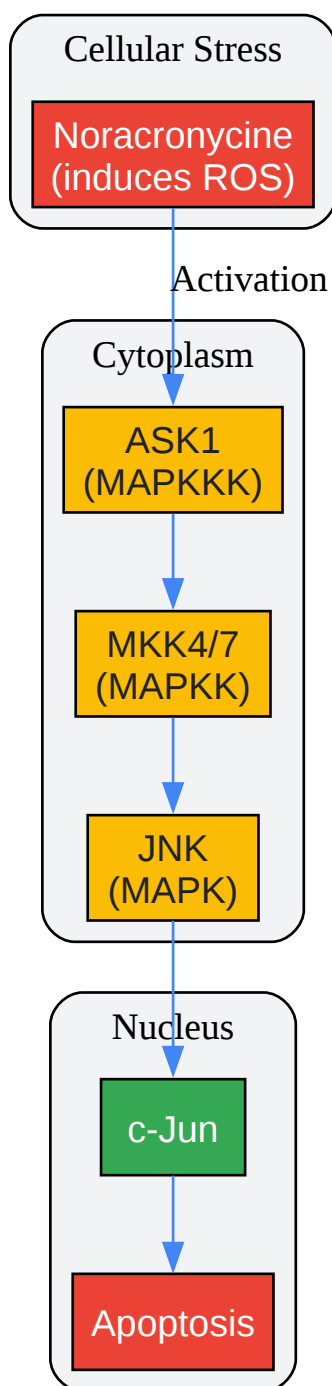 Cellular Stress
Noracronycine
(induces ROS)
Activation
Cytoplasm
ASK1
(MAPKKK)
MKK4/7
(MAPKK)
JNK
(MAPK)
Nucleus
c-Jun
Apoptosis